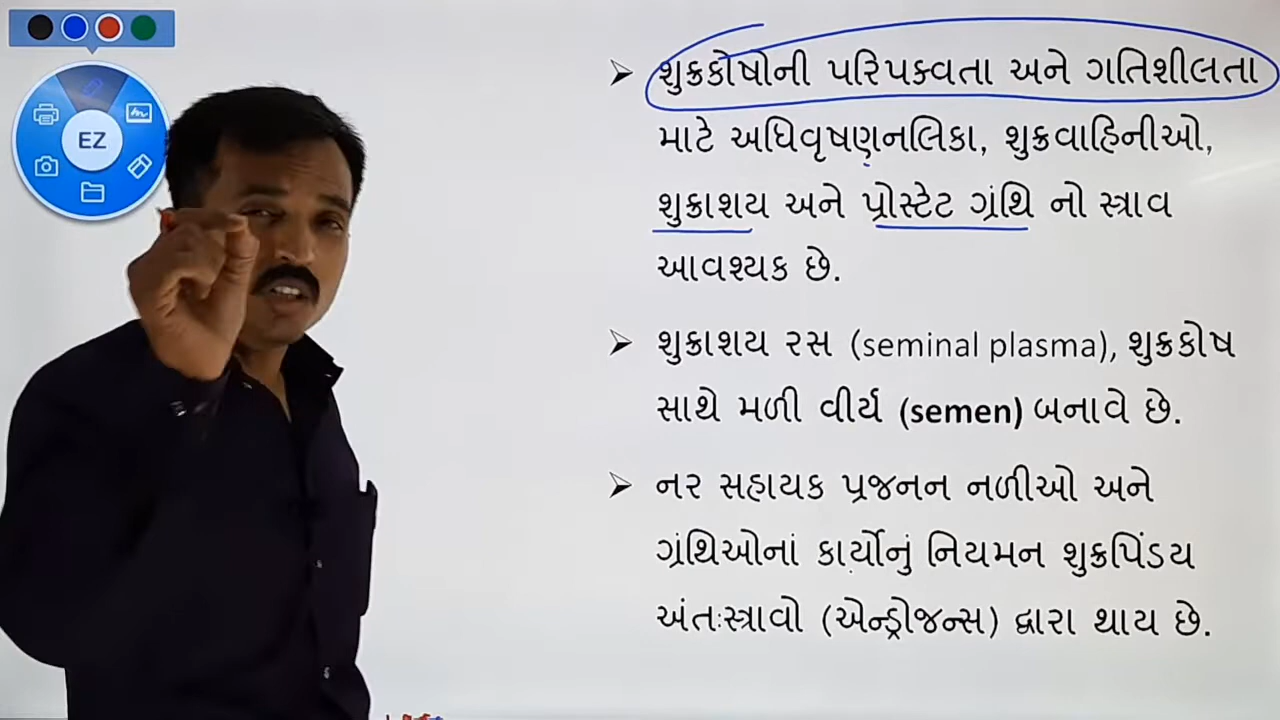 EZ
➢ શુક્રકોષોની પરિપક્વતા અને ગતિશીલતા
માટે અધિવૃષણનલિકા, શુક્રવાહિનીઓ,
શુક્રાશય અને પ્રોસ્ટેટ ગ્રંથિ નો સ્ત્રાવ
આવશ્યક છે.
➢ શુક્રાશય રસ (seminal plasma), શુક્રકોષ
સાથે મળી વીર્ય (semen) બનાવે છે.
➢ નર સહાયક પ્રજનન નળીઓ અને
ગ્રંથિઓનાં કાર્યોનું નિયમન શુક્રપિંડય
અંતઃસ્ત્રાવો (એન્ડ્રોજન્સ) દ્વારા થાય છે.